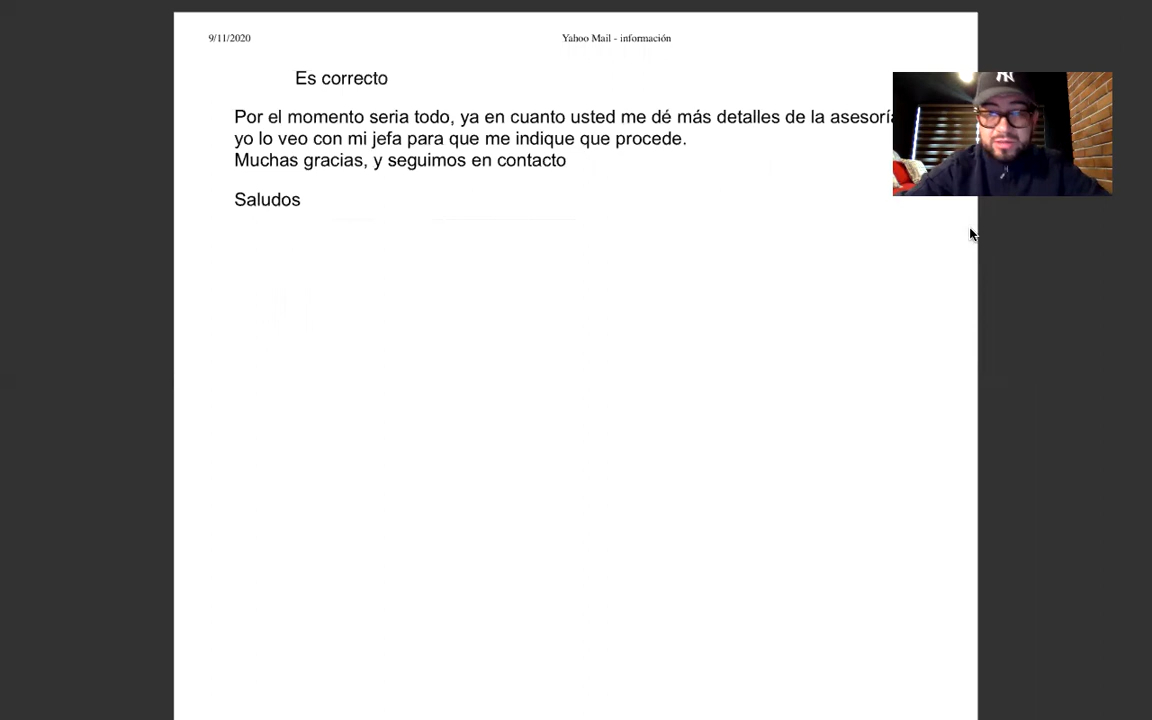 9/11/2020
Yahoo Mail - información
Es correcto
Por el momento seria todo, ya en cuanto usted me dé más detalles de la asesoría
yo lo veo con mi jefa para que me indique que procede.
Muchas gracias, y seguimos en contacto
Saludos